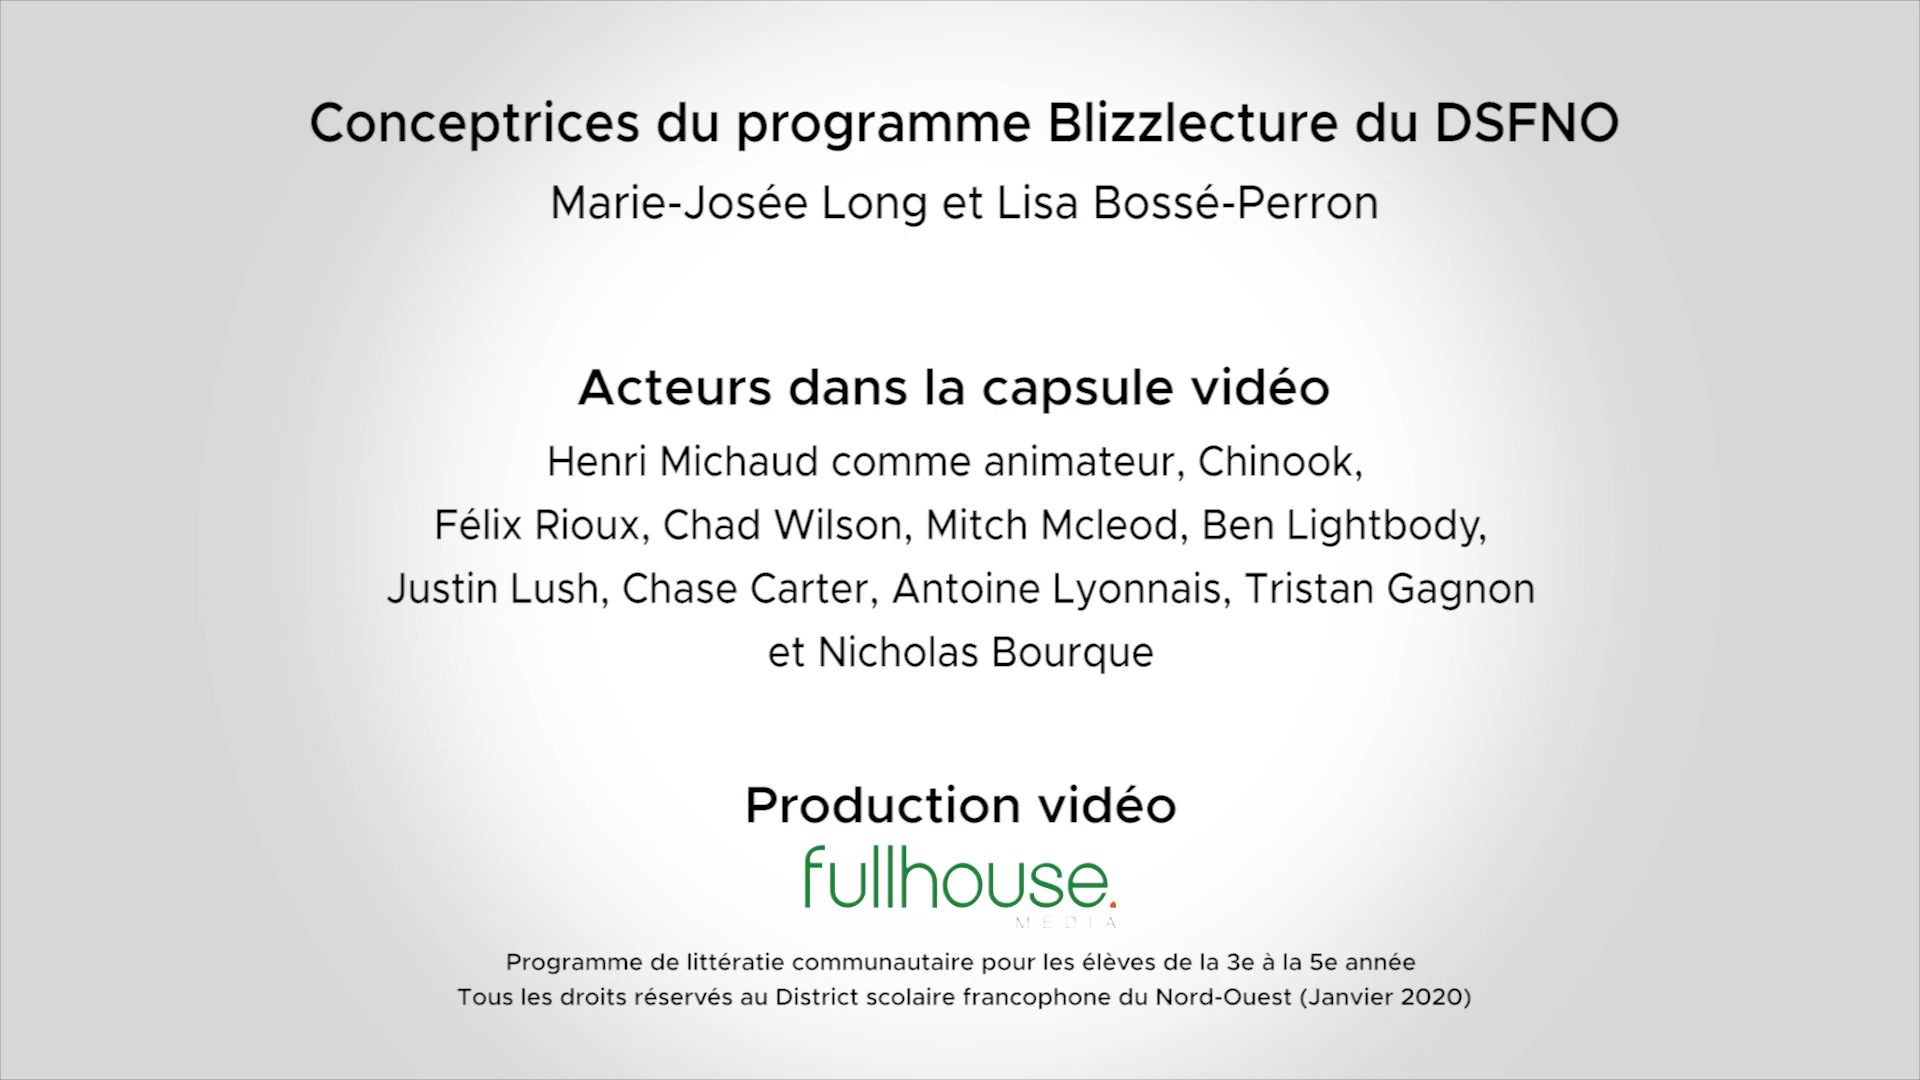 Conceptrices du programme Blizzlecture du DSFNO
Marie-Josée Long et Lisa Bossé-Perron
Acteurs dans la capsule vidéo
Henri Michaud comme animateur, Chinook,
Félix Rioux, Chad Wilson, Mitch Mcleod, Ben Lightbody,
Justin Lush, Chase Carter, Antoine Lyonnais, Tristan Gagnon
et Nicholas Bourque
Production vidéo
fullhouse.
MEDIA
Programme de littératie communautaire pour les élèves de la 3e à la 5e année
Tous les droits réservés au District scolaire francophone du Nord-Ouest (Janvier 2020)